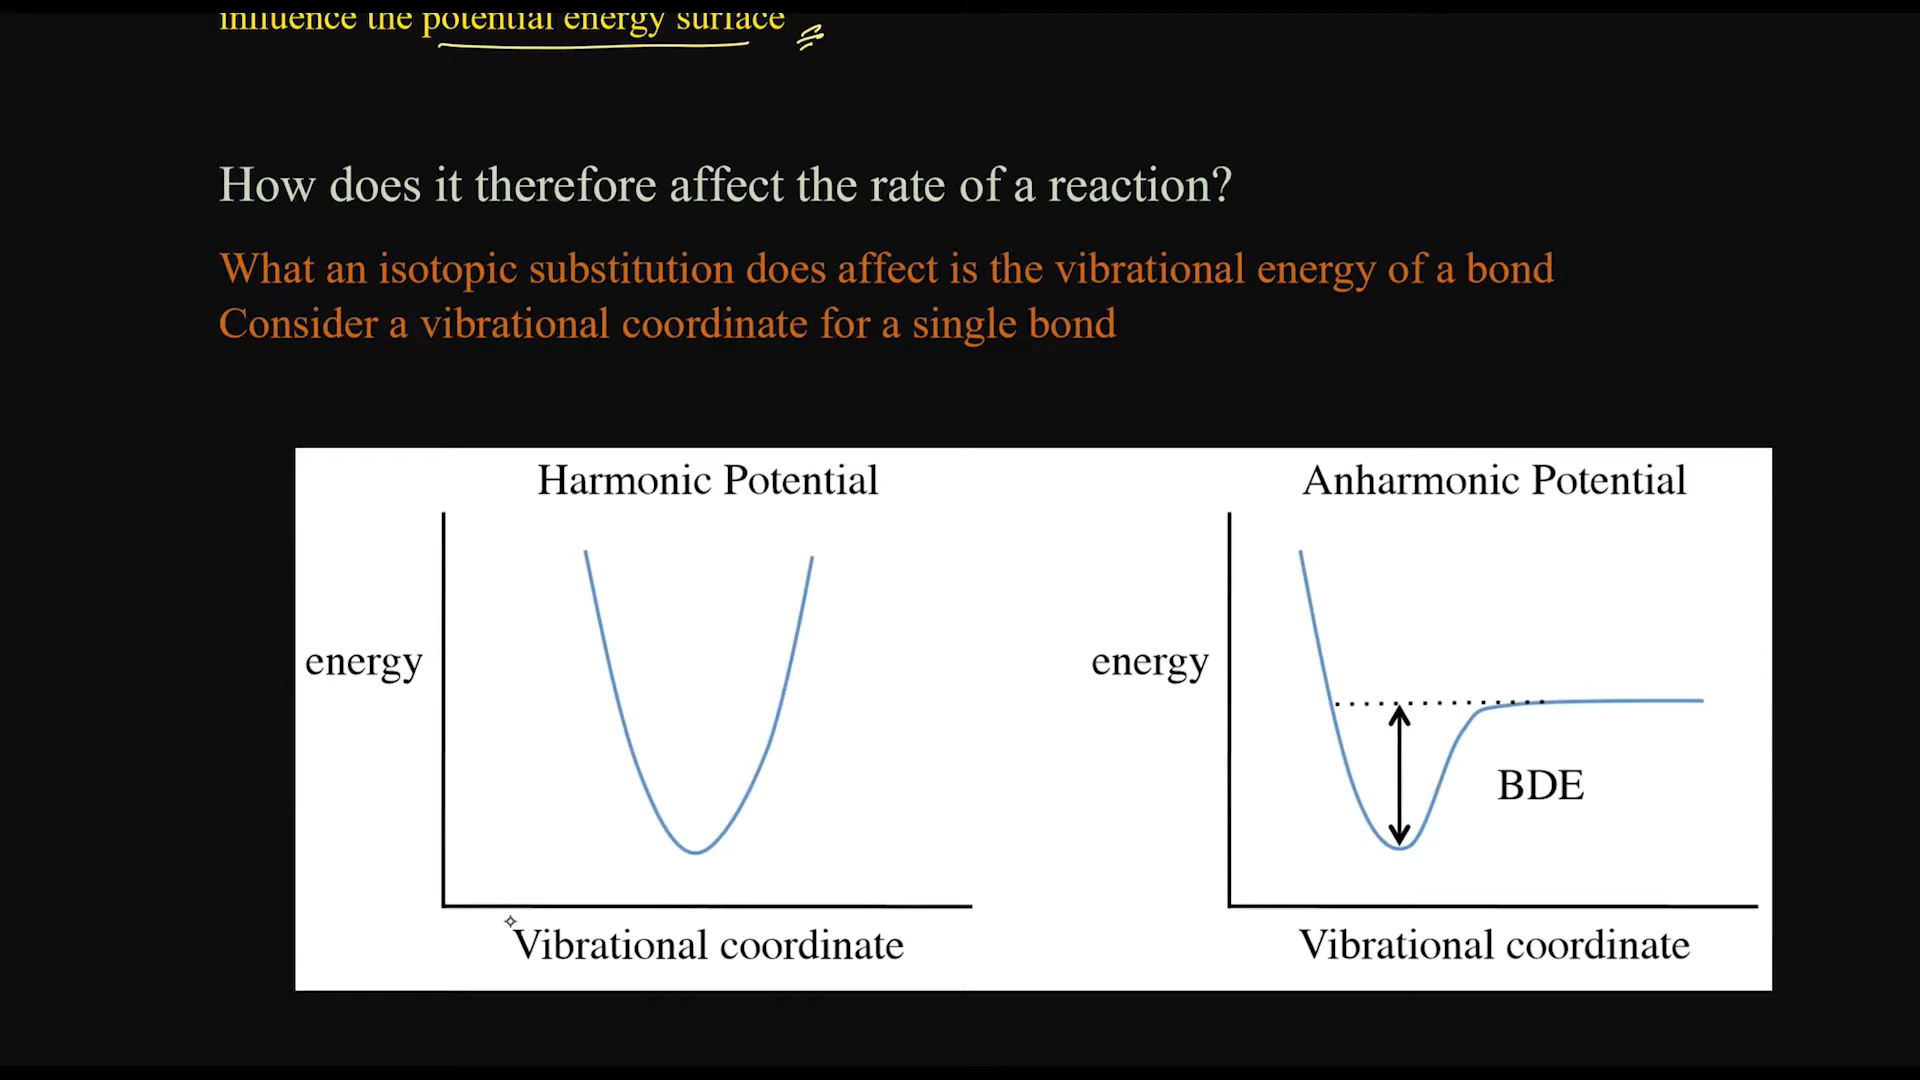 influence the potential energy surface
How does it therefore affect the rate of a reaction?
What an isotopic substitution does affect is the vibrational energy of a bond
Consider a vibrational coordinate for a single bond
Harmonic Potential
energy
Vibrational coordinate
Anharmonic Potential
energy
BDE
Vibrational coordinate